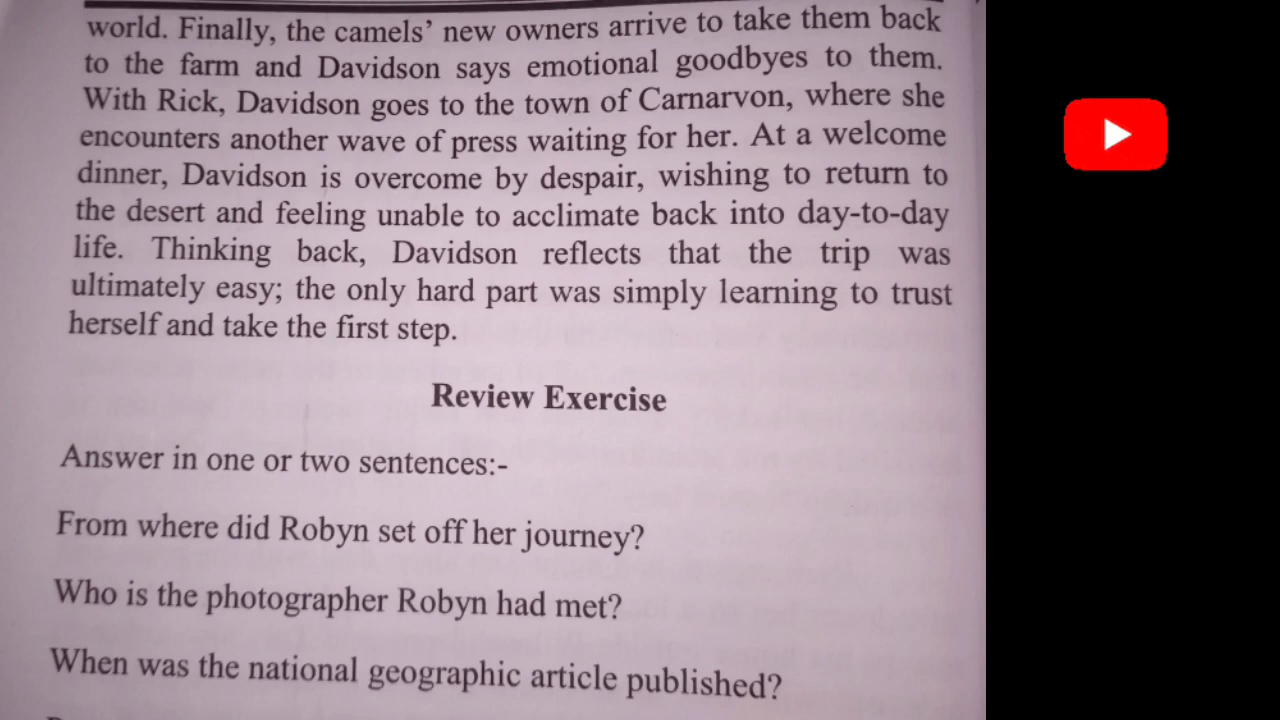 world. Finally, the camels’ new owners arrive to take them back
to the farm and Davidson says emotional goodbyes to them.
With Rick, Davidson goes to the town of Carnarvon, where she
encounters another wave of press waiting for her. At a welcome
dinner, Davidson is overcome by despair, wishing to return to
the desert and feeling unable to acclimate back into day-to-day
life. Thinking back, Davidson reflects that the trip was
ultimately easy; the only hard part was simply learning to trust
herself and take the first step.
Review Exercise
Answer in one or two sentences:-
From where did Robyn set off her journey?
Who is the photographer Robyn had met?
When was the national geographic article published?